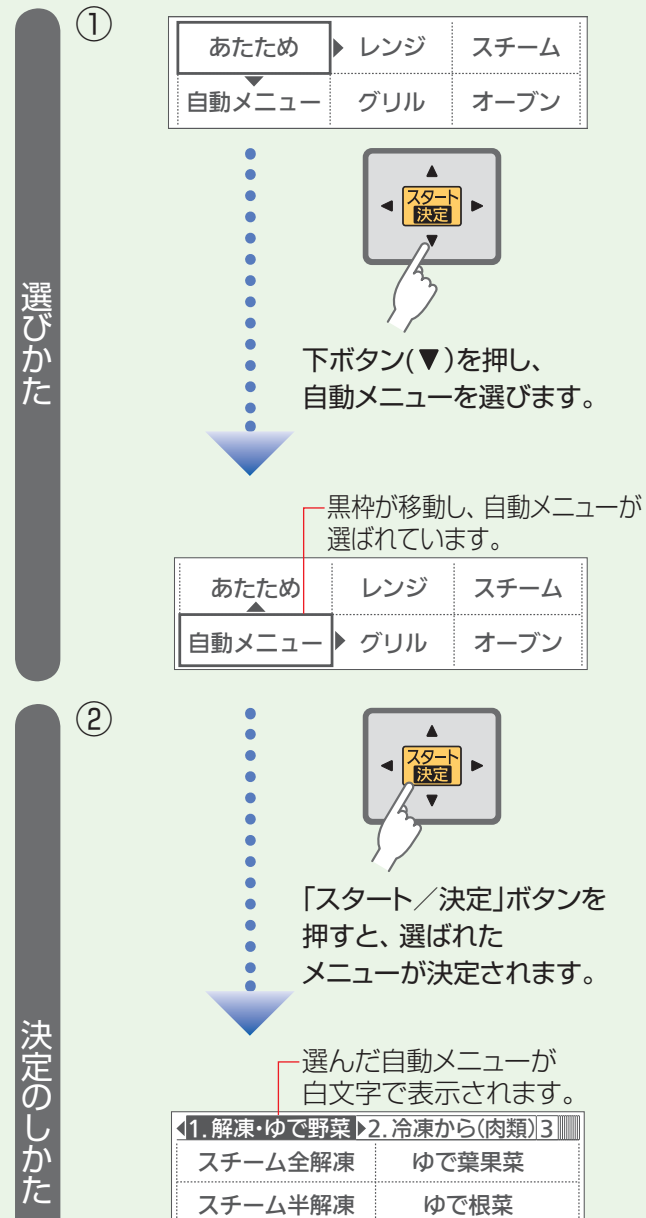 選びかた
①
あたため ▶ レンジ スチーム
▼
自動メニュー グリル オーブン
▲
◀ スタート ▶
決定
▼
下ボタン(▼)を押し、
自動メニューを選びます。
黒枠が移動し、自動メニューが
選ばれています。
あたため レンジ スチーム
▲
自動メニュー ▶ グリル オーブン
決定のしかた
②
▲
◀ スタート ▶
決定
▼
「スタート／決定」ボタンを
押すと、選ばれた
メニューが決定されます。
選んだ自動メニューが
白文字で表示されます。
◀1.解凍・ゆで野菜▶2.冷凍から(肉類)3
スチーム全解凍 ゆで葉果菜
スチーム半解凍 ゆで根菜